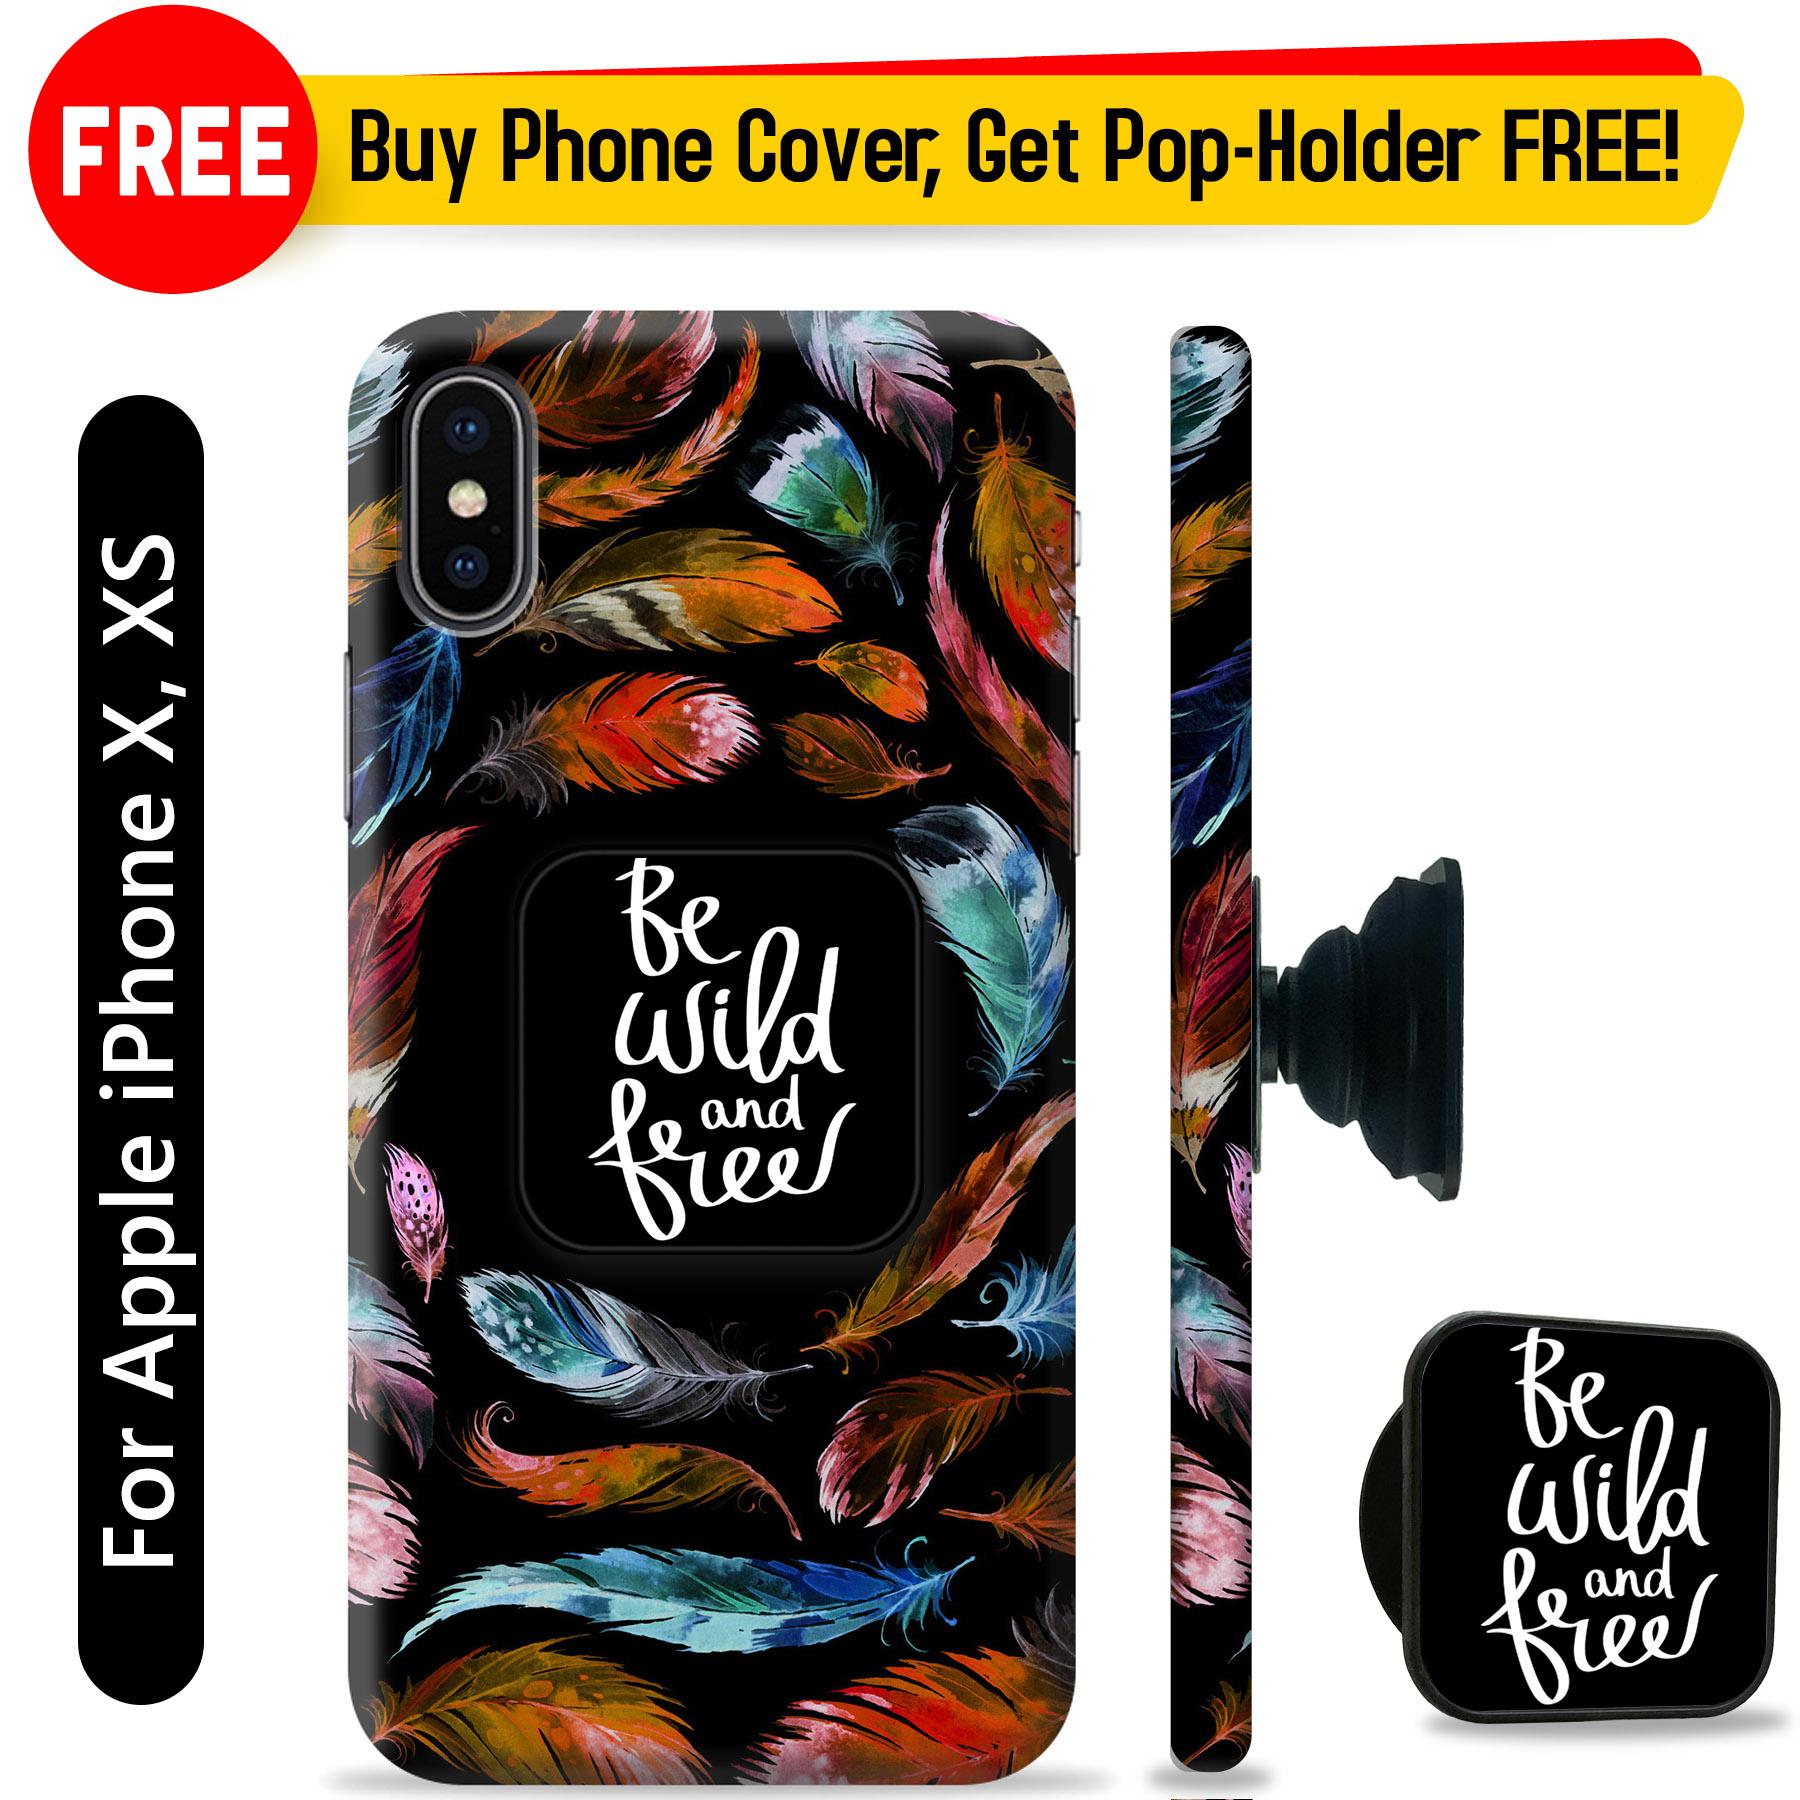 FREE
Buy Phone Cover, Get Pop-Holder FREE!
For Apple iPhone X, XS
Be
wild
and
free
Be
wild
and
free